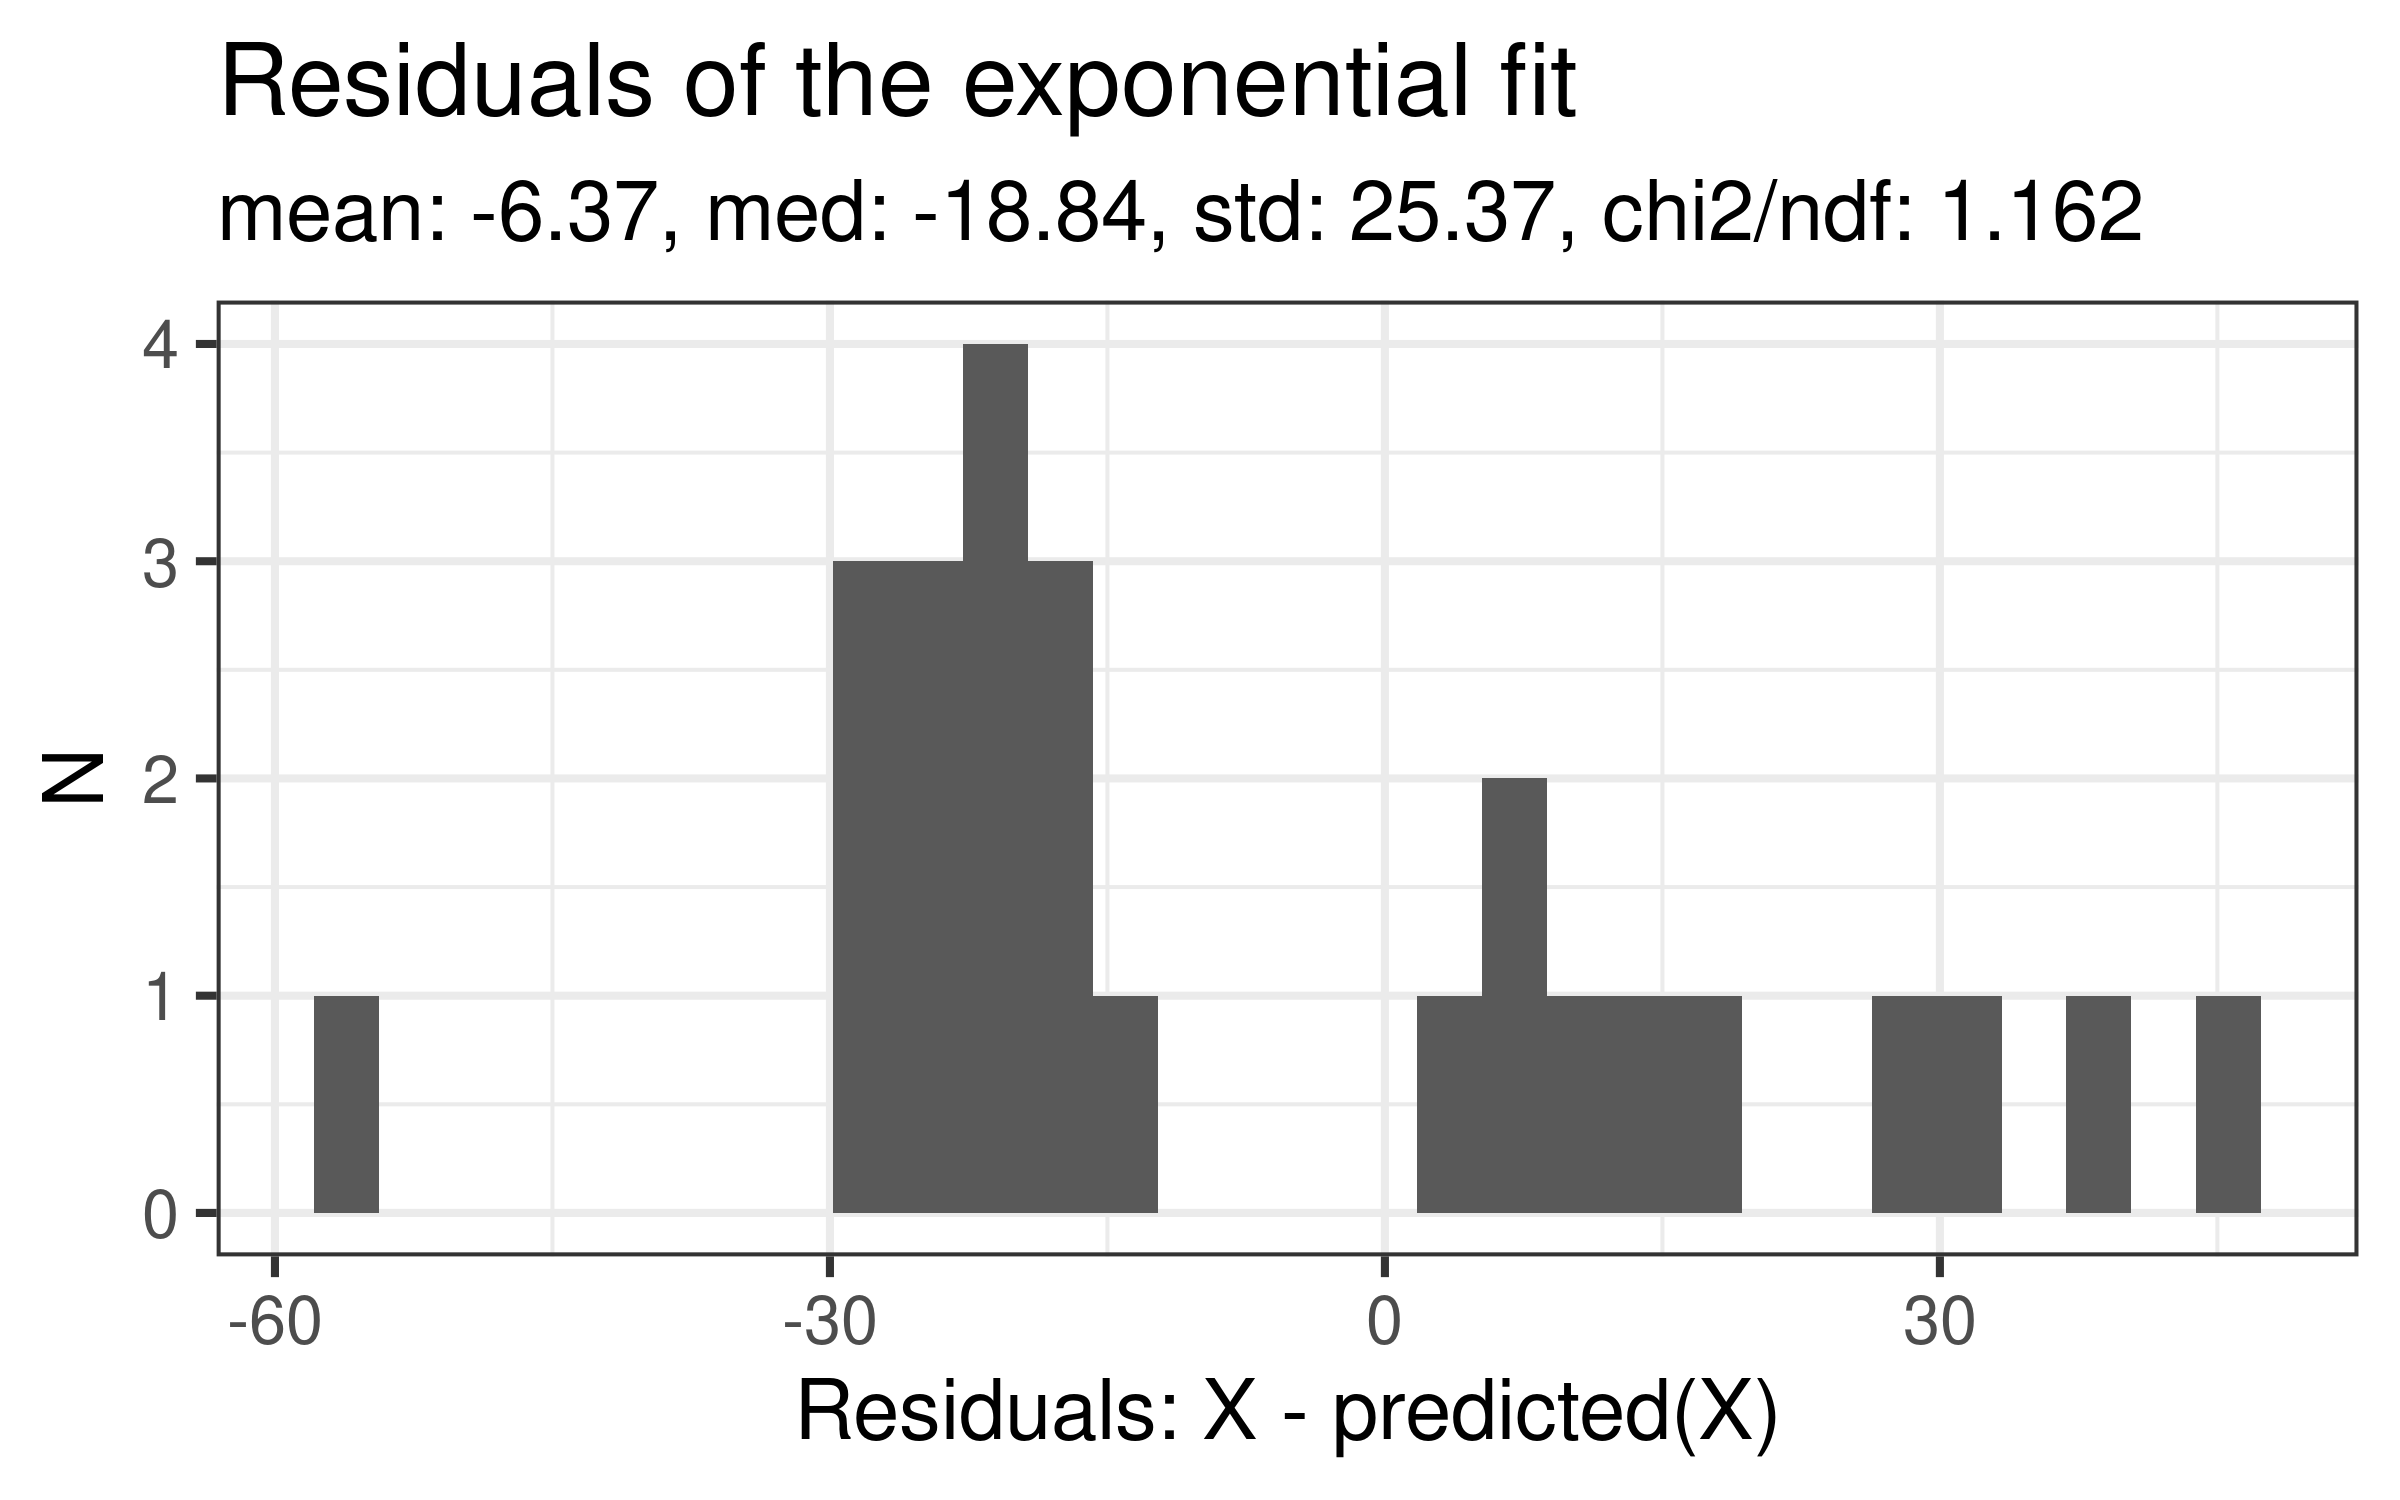 Residuals of the exponential fit
mean: -6.37, med: -18.84, std: 25.37, chi2/ndf: 1.162
4
3
2
1
0
N
-60 -30 0 30
Residuals: X - predicted(X)